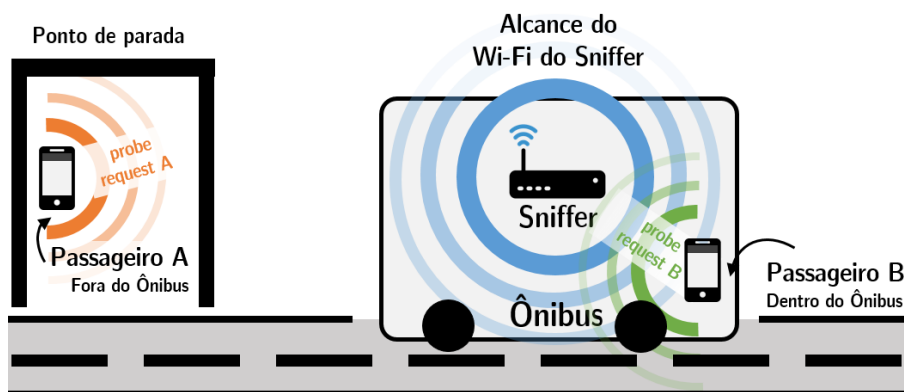 Ponto de parada
probe
request A
Passageiro A
Fora do Ônibus
Alcance do
Wi-Fi do Sniffer
Sniffer
probe
request B
Ônibus
Passageiro B
Dentro do Ônibus